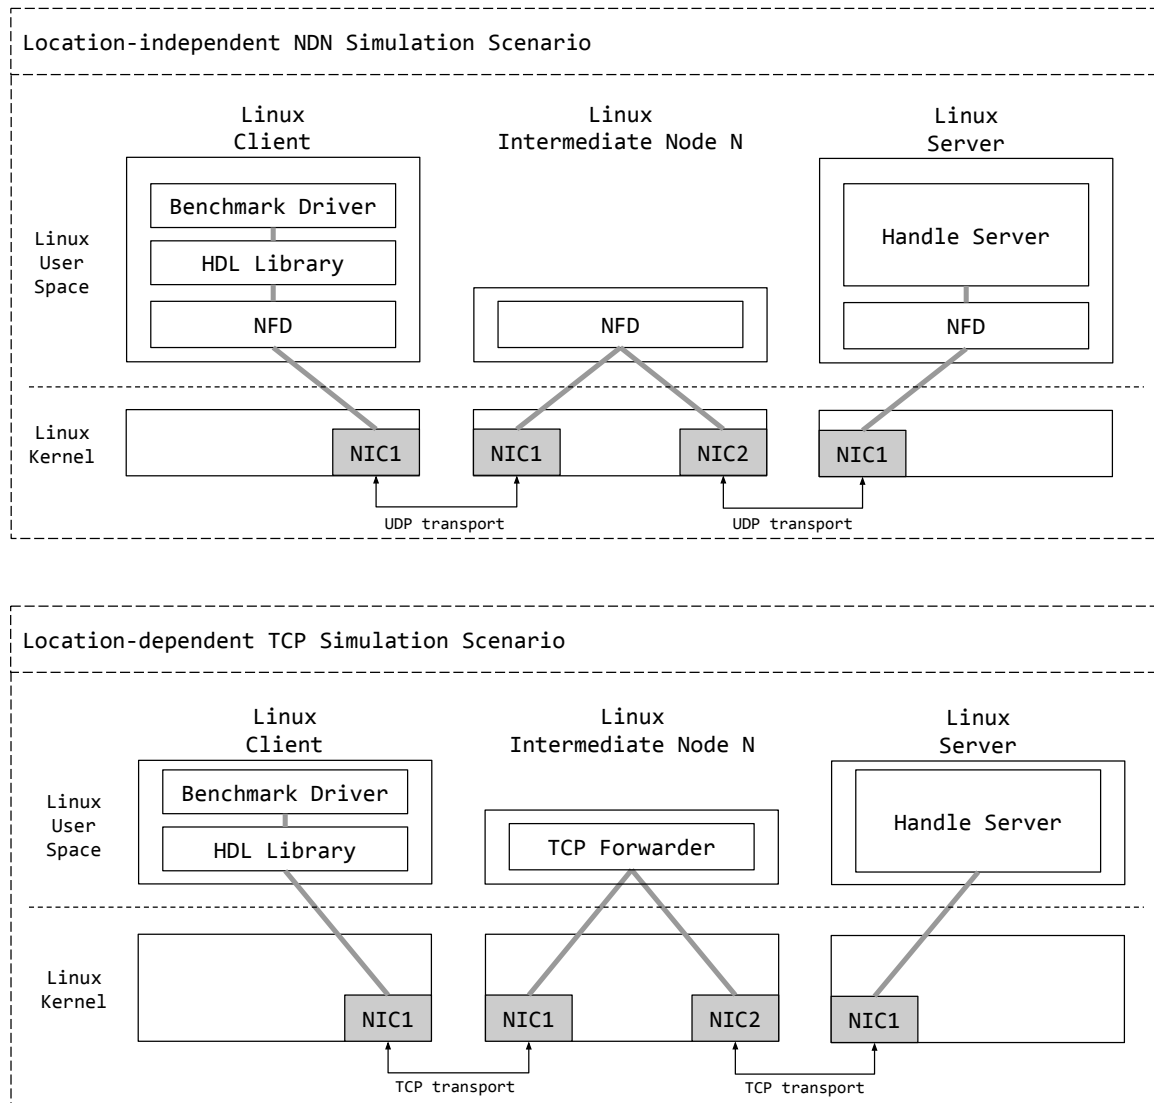 Location-independent NDN Simulation Scenario
Linux
Client
Linux
Intermediate Node N
Linux
Server
Linux
User
Space
Benchmark Driver
HDL Library
NFD
NFD
Handle Server
NFD
Linux
Kernel
NIC1
NIC1
NIC2
NIC1
UDP transport
UDP transport
Location-dependent TCP Simulation Scenario
Linux
Client
Linux
Intermediate Node N
Linux
Server
Linux
User
Space
Benchmark Driver
HDL Library
TCP Forwarder
Handle Server
Linux
Kernel
NIC1
NIC1
NIC2
NIC1
TCP transport
TCP transport